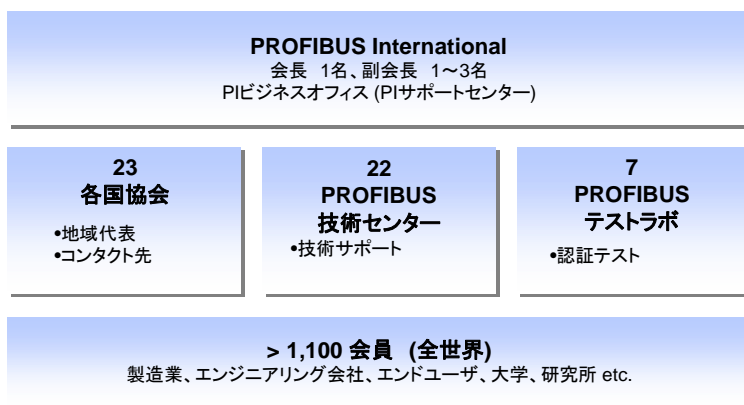 PROFIBUS International
会長 1名、副会長 1～3名
PIビジネスオフィス (PIサポートセンター)
23
各国協会
•地域代表
•コンタクト先
22
PROFIBUS
技術センター
•技術サポート
7
PROFIBUS
テストラボ
•認証テスト
> 1,100 会員 (全世界)
製造業、エンジニアリング会社、エンドユーザ、大学、研究所 etc.